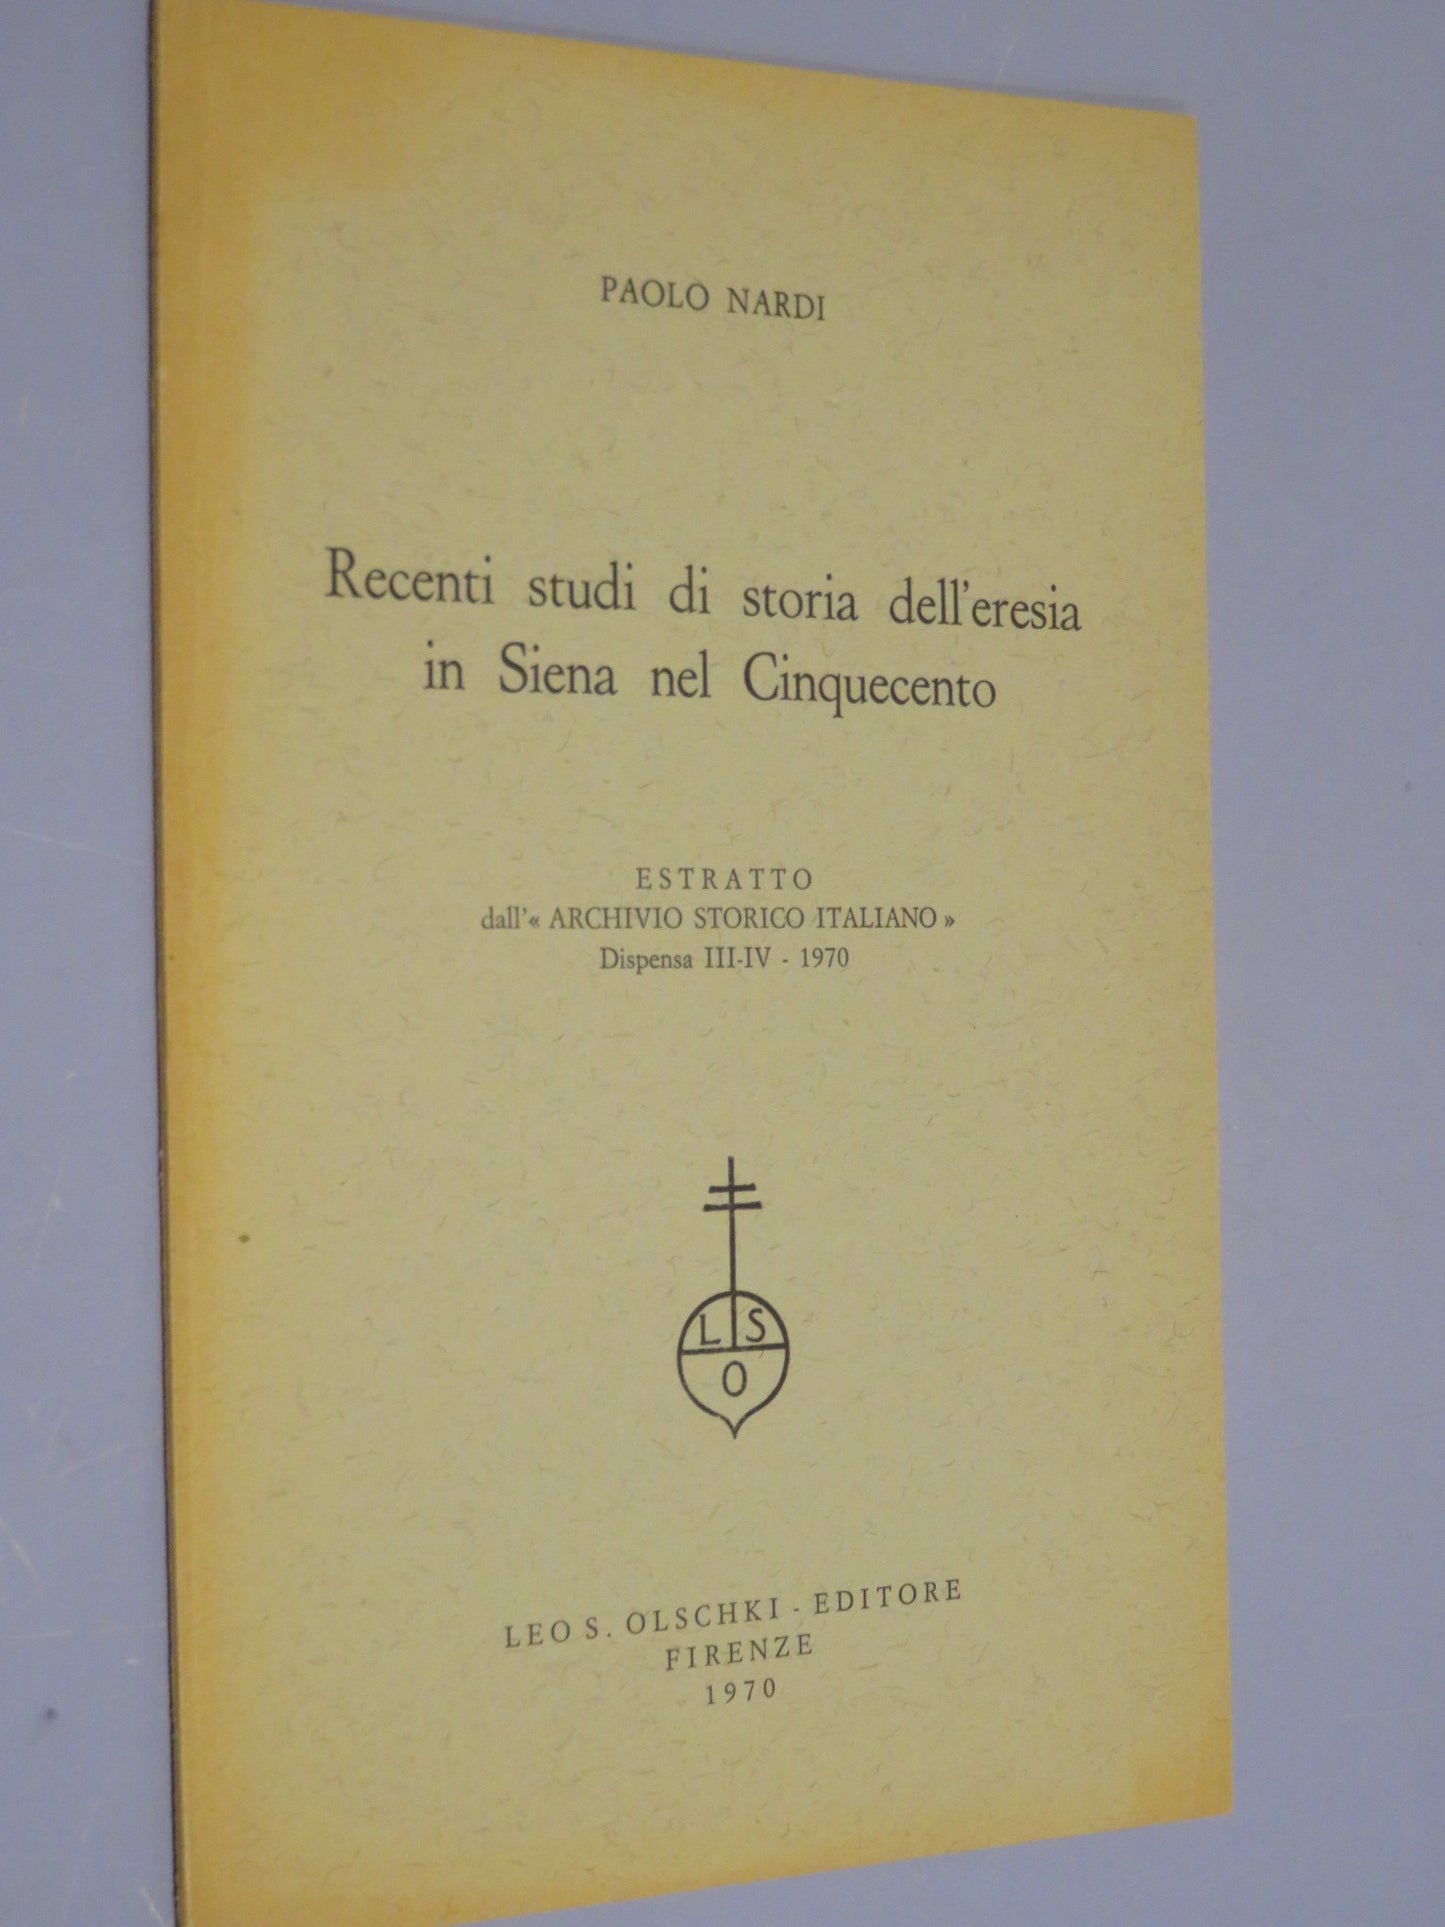 PAOLO NARDI
Recenti studi di storia dell'eresia
in Siena nel Cinquecento
ESTRATTO
dall'« ARCHIVIO STORICO ITALIANO »
Dispensa III-IV - 1970
L S
O
LEO S. OLSCHKI - EDITORE
FIRENZE
1970